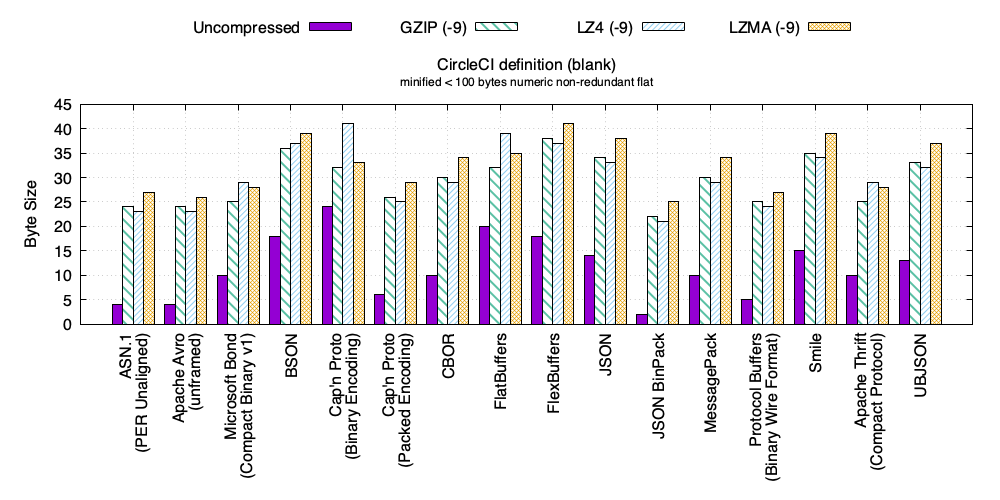 Uncompressed GZIP (-9) LZ4 (-9) LZMA (-9)
CircleCI definition (blank)
minified < 100 bytes numeric non-redundant flat
Byte Size
45
40
35
30
25
20
15
10
5
0
ASN.1
(PER Unaligned)
Apache Avro
(unframed)
Microsoft Bond
(Compact Binary v1)
BSON
Cap'n Proto
(Binary Encoding)
Cap'n Proto
(Packed Encoding)
CBOR
FlatBuffers
FlexBuffers
JSON
JSON BinPack
MessagePack
Protocol Buffers
(Binary Wire Format)
Smile
Apache Thrift
(Compact Protocol)
UBJSON